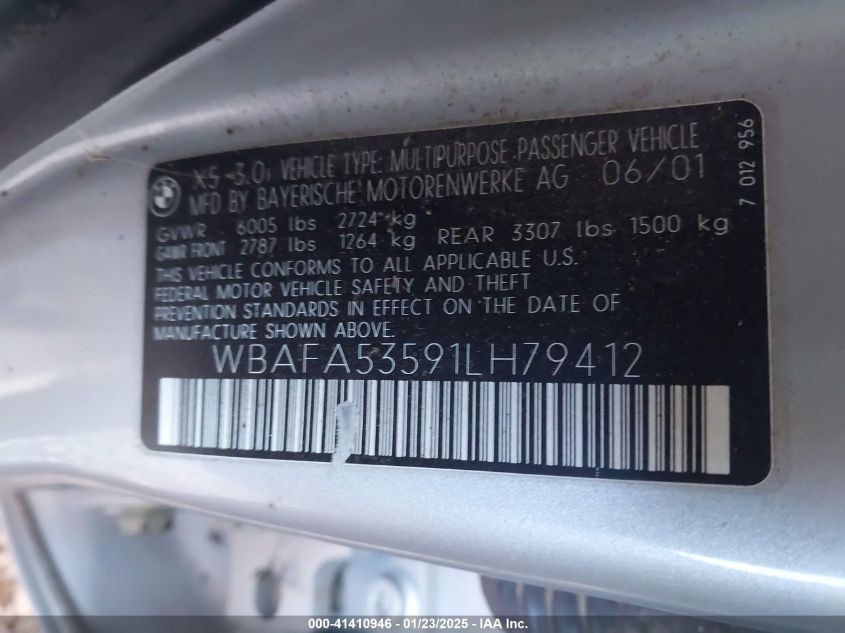 X5 3.0i VEHICLE TYPE: MULTIPURPOSE PASSENGER VEHICLE
MFD BY BAYERISCHE MOTORENWERKE AG 06/01
GVWR 6005 lbs 2724 kg
GAWR FRONT 2787 lbs 1264 kg REAR 3307 lbs 1500 kg
THIS VEHICLE CONFORMS TO ALL APPLICABLE U.S.
FEDERAL MOTOR VEHICLE SAFETY AND THEFT
PREVENTION STANDARDS IN EFFECT ON THE DATE OF
MANUFACTURE SHOWN ABOVE.
WBAFA53591LH79412
7 012 956
000-41410946 / 01/23/2025 / IAA Inc.